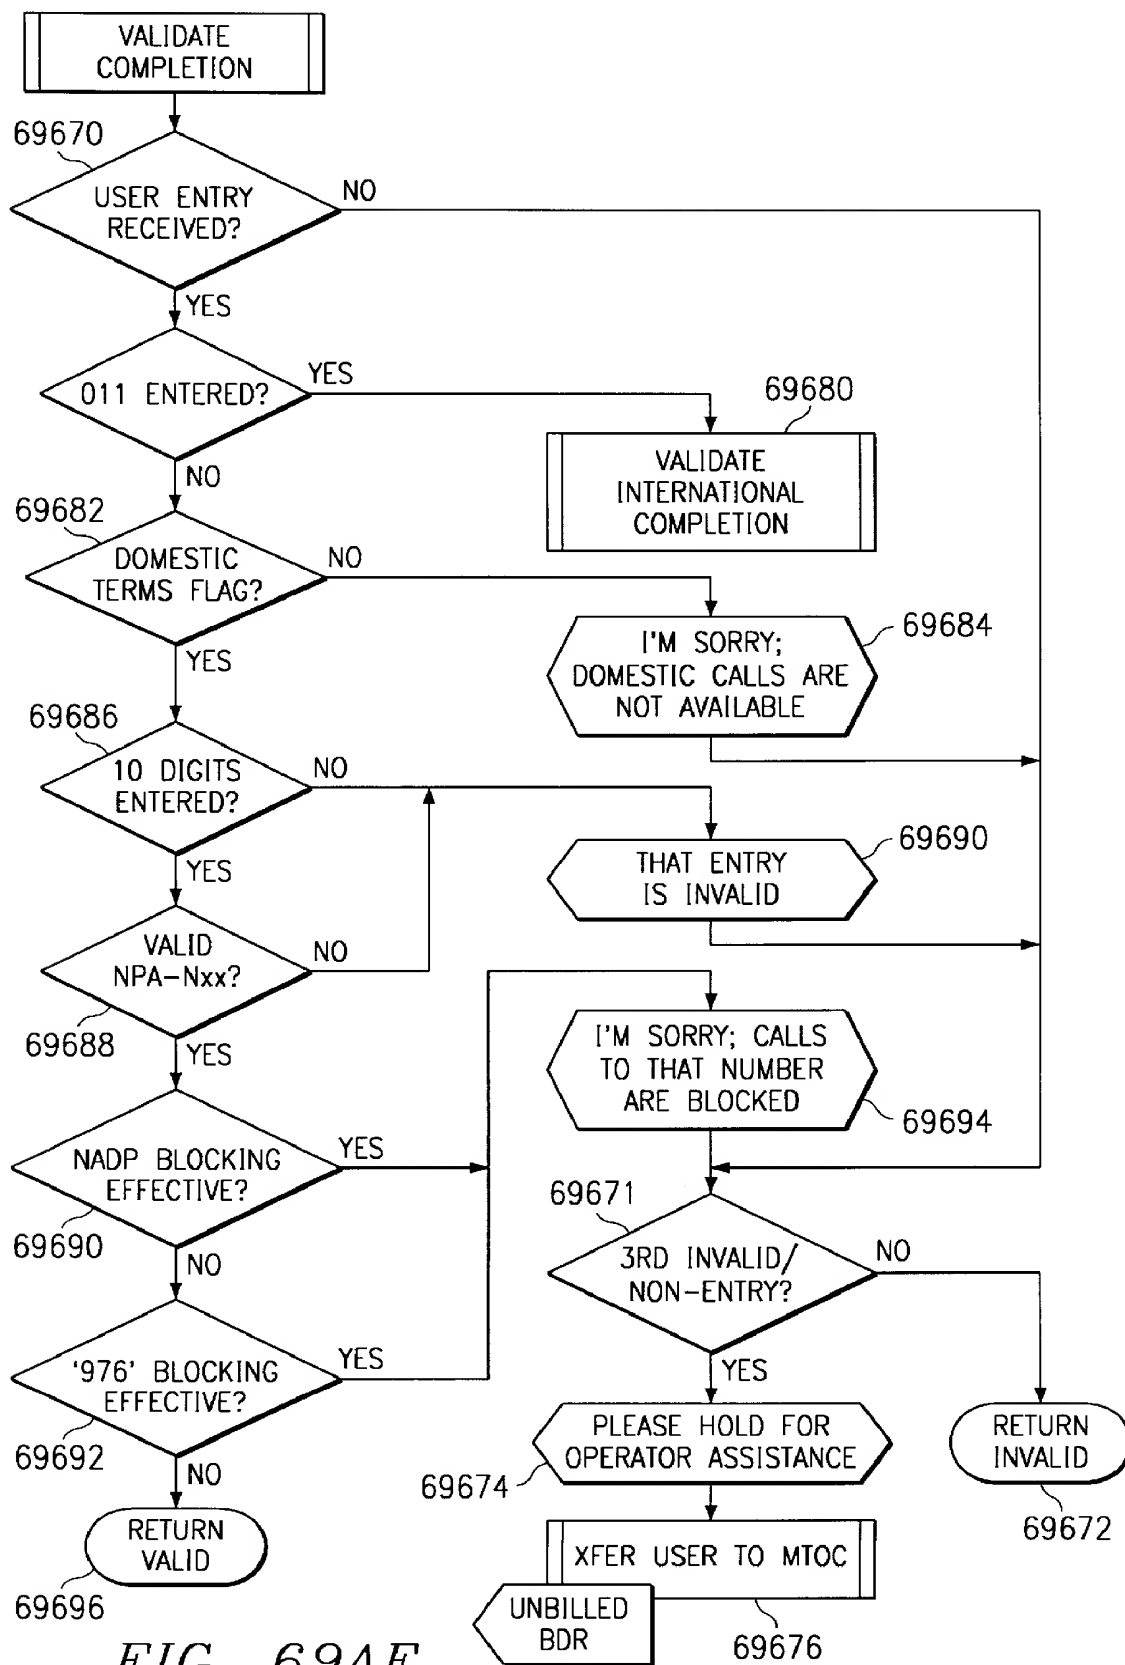 VALIDATE
COMPLETION
69670
USER ENTRY
RECEIVED?
NO
YES
011 ENTERED?
YES
NO
69680
VALIDATE
INTERNATIONAL
COMPLETION
69682
DOMESTIC
TERMS FLAG?
NO
YES
I'M SORRY;
DOMESTIC CALLS ARE
NOT AVAILABLE
69684
69686
10 DIGITS
ENTERED?
NO
YES
THAT ENTRY
IS INVALID
69690
VALID
NPA-Nxx?
NO
69688
YES
I'M SORRY; CALLS
TO THAT NUMBER
ARE BLOCKED
69694
NADP BLOCKING
EFFECTIVE?
YES
69690
NO
69671
3RD INVALID/
NON-ENTRY?
NO
YES
'976' BLOCKING
EFFECTIVE?
YES
69692
NO
PLEASE HOLD FOR
OPERATOR ASSISTANCE
69674
RETURN
INVALID
69672
RETURN
VALID
69696
XFER USER TO MTOC
UNBILLED
BDR
69676
FIG. 69AF